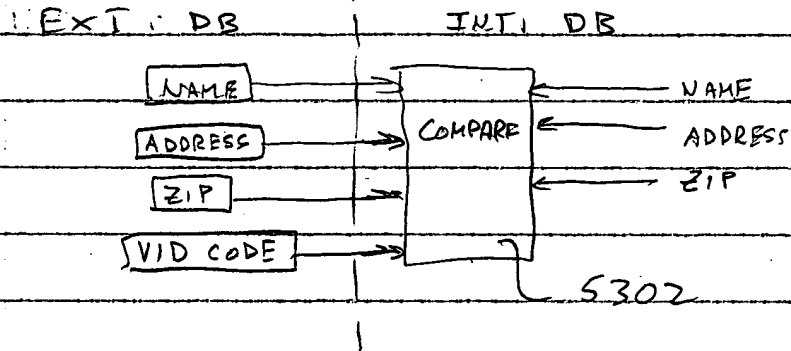 EXT. DB
INT. DB
NAME
COMPARE
NAME
ADDRESS
ADDRESS
ZIP
ZIP
VID CODE
5302